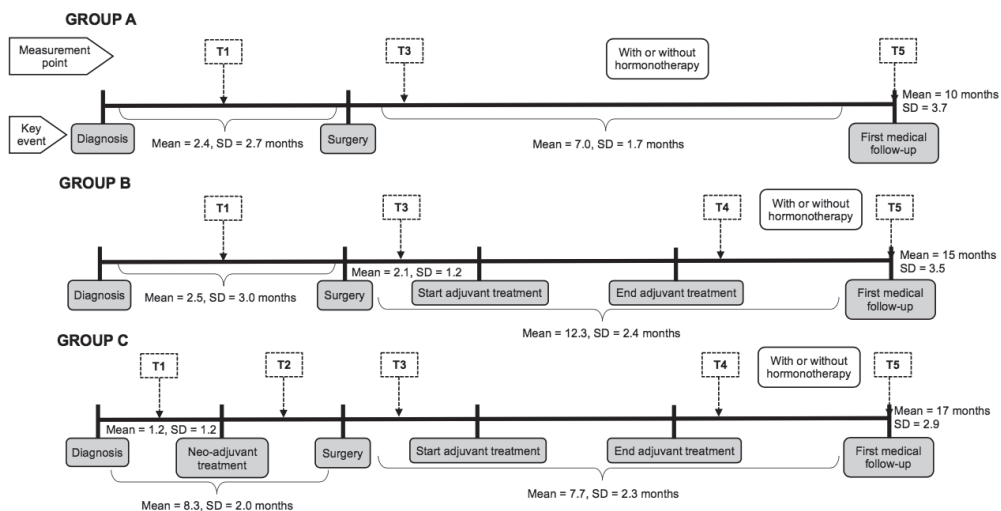 GROUP A
Measurement
point
T1
T3
With or without
hormonotherapy
T5
Mean = 10 months
SD = 3.7
Key
event
Diagnosis
Mean = 2.4, SD = 2.7 months
Surgery
Mean = 7.0, SD = 1.7 months
First medical
follow-up
GROUP B
T1
T3
T4
With or without
hormonotherapy
T5
Mean = 15 months
SD = 3.5
Diagnosis
Mean = 2.5, SD = 3.0 months
Surgery
Mean = 2.1, SD = 1.2
Start adjuvant treatment
End adjuvant treatment
First medical
follow-up
Mean = 12.3, SD = 2.4 months
GROUP C
T1
T2
T3
T4
With or without
hormonotherapy
T5
Mean = 17 months
SD = 2.9
Mean = 1.2, SD = 1.2
Diagnosis
Neo-adjuvant
treatment
Surgery
Start adjuvant treatment
End adjuvant treatment
First medical
follow-up
Mean = 8.3, SD = 2.0 months
Mean = 7.7, SD = 2.3 months